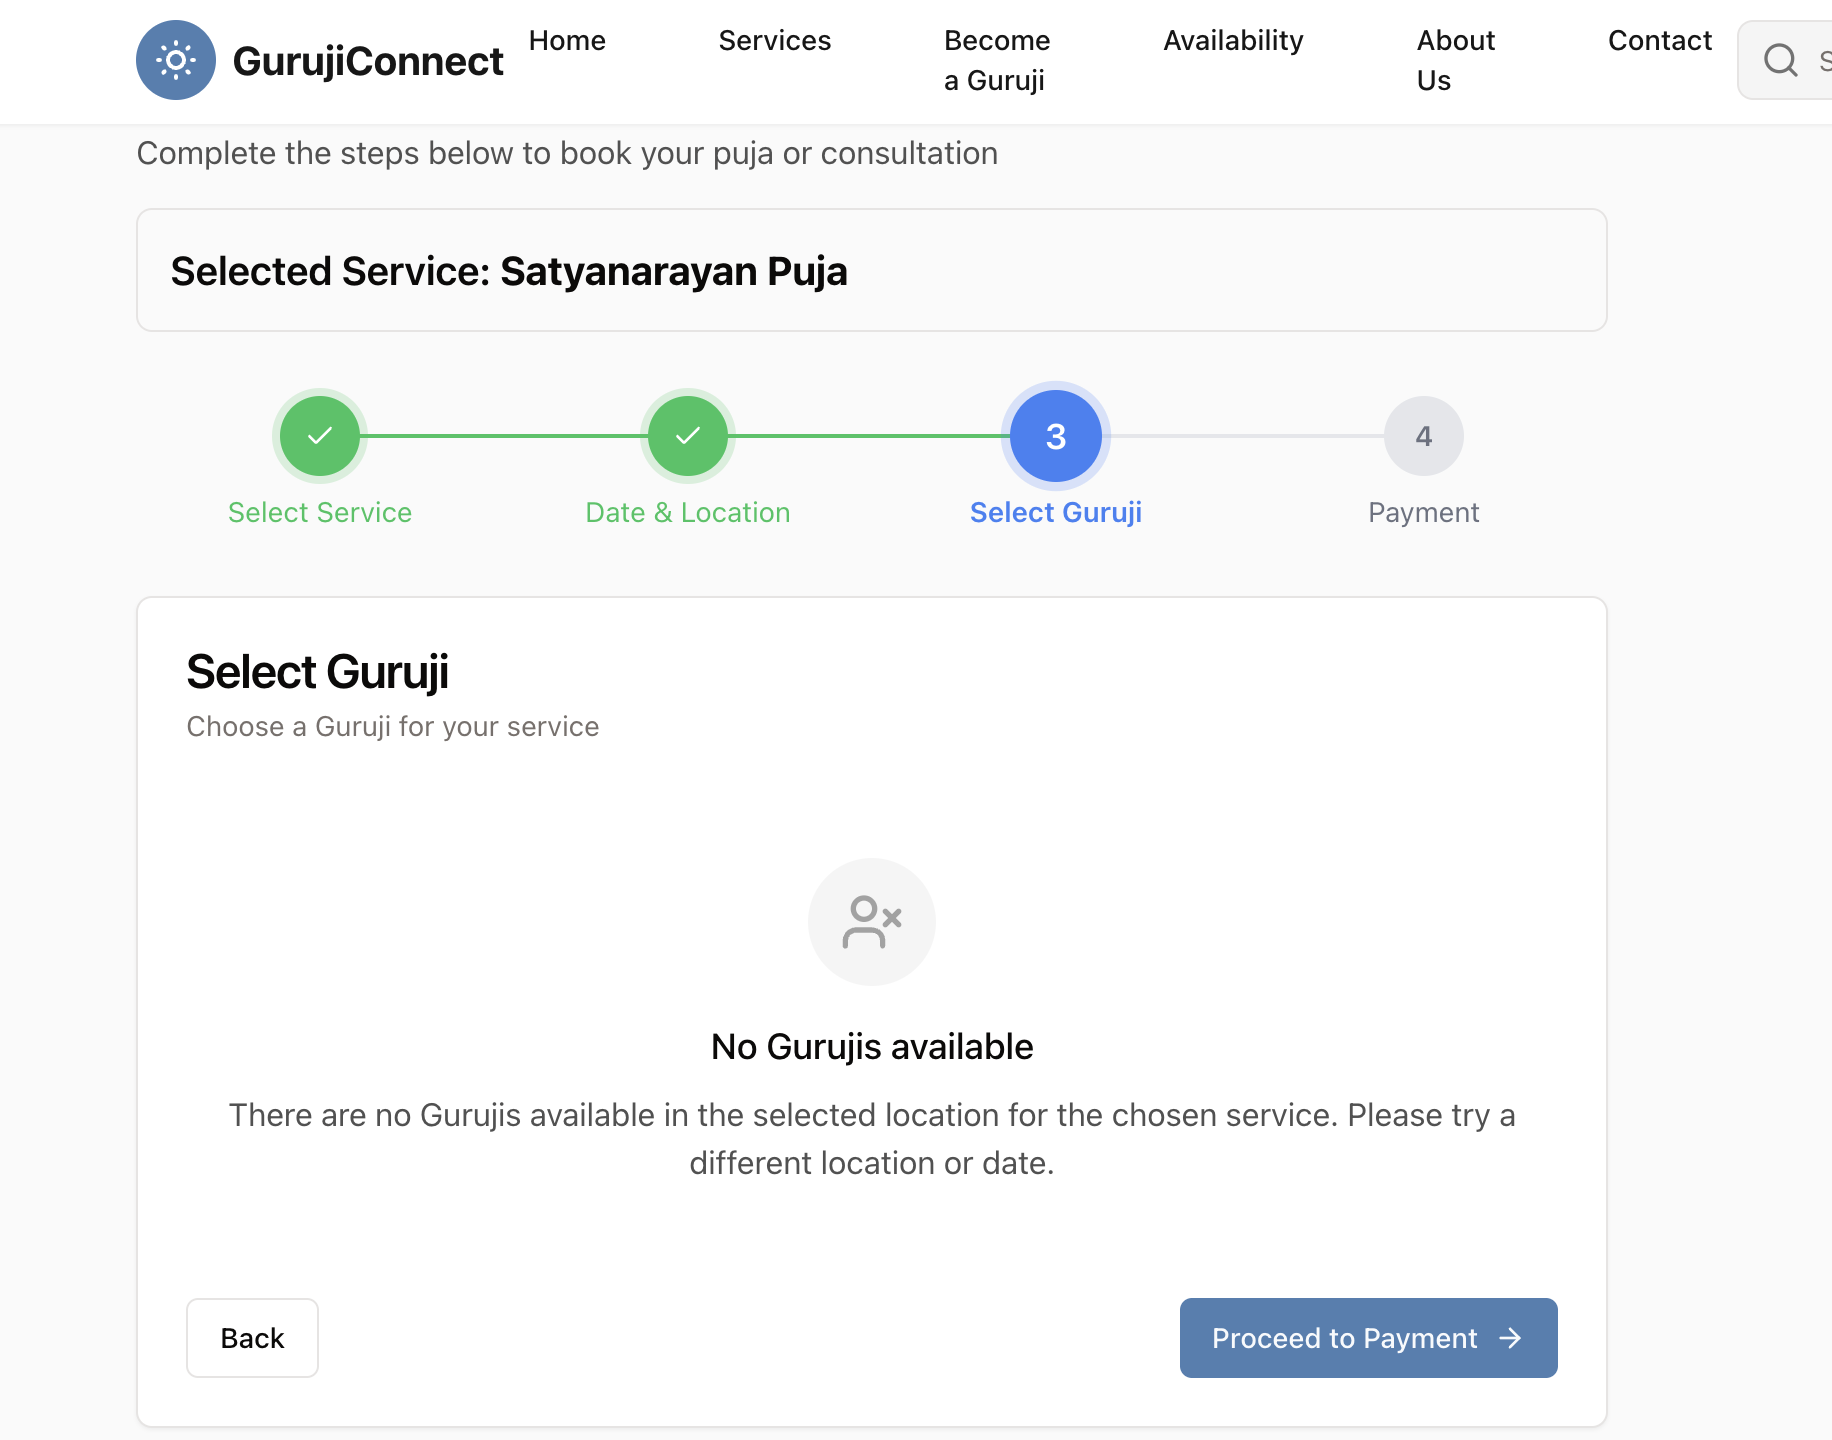 GurujiConnect
Home
Services
Become
a Guruji
Availability
About
Us
Contact
S
Complete the steps below to book your puja or consultation
Selected Service: Satyanarayan Puja
3
4
Select Service
Date & Location
Select Guruji
Payment
Select Guruji
Choose a Guruji for your service
No Gurujis available
There are no Gurujis available in the selected location for the chosen service. Please try a
different location or date.
Back
Proceed to Payment